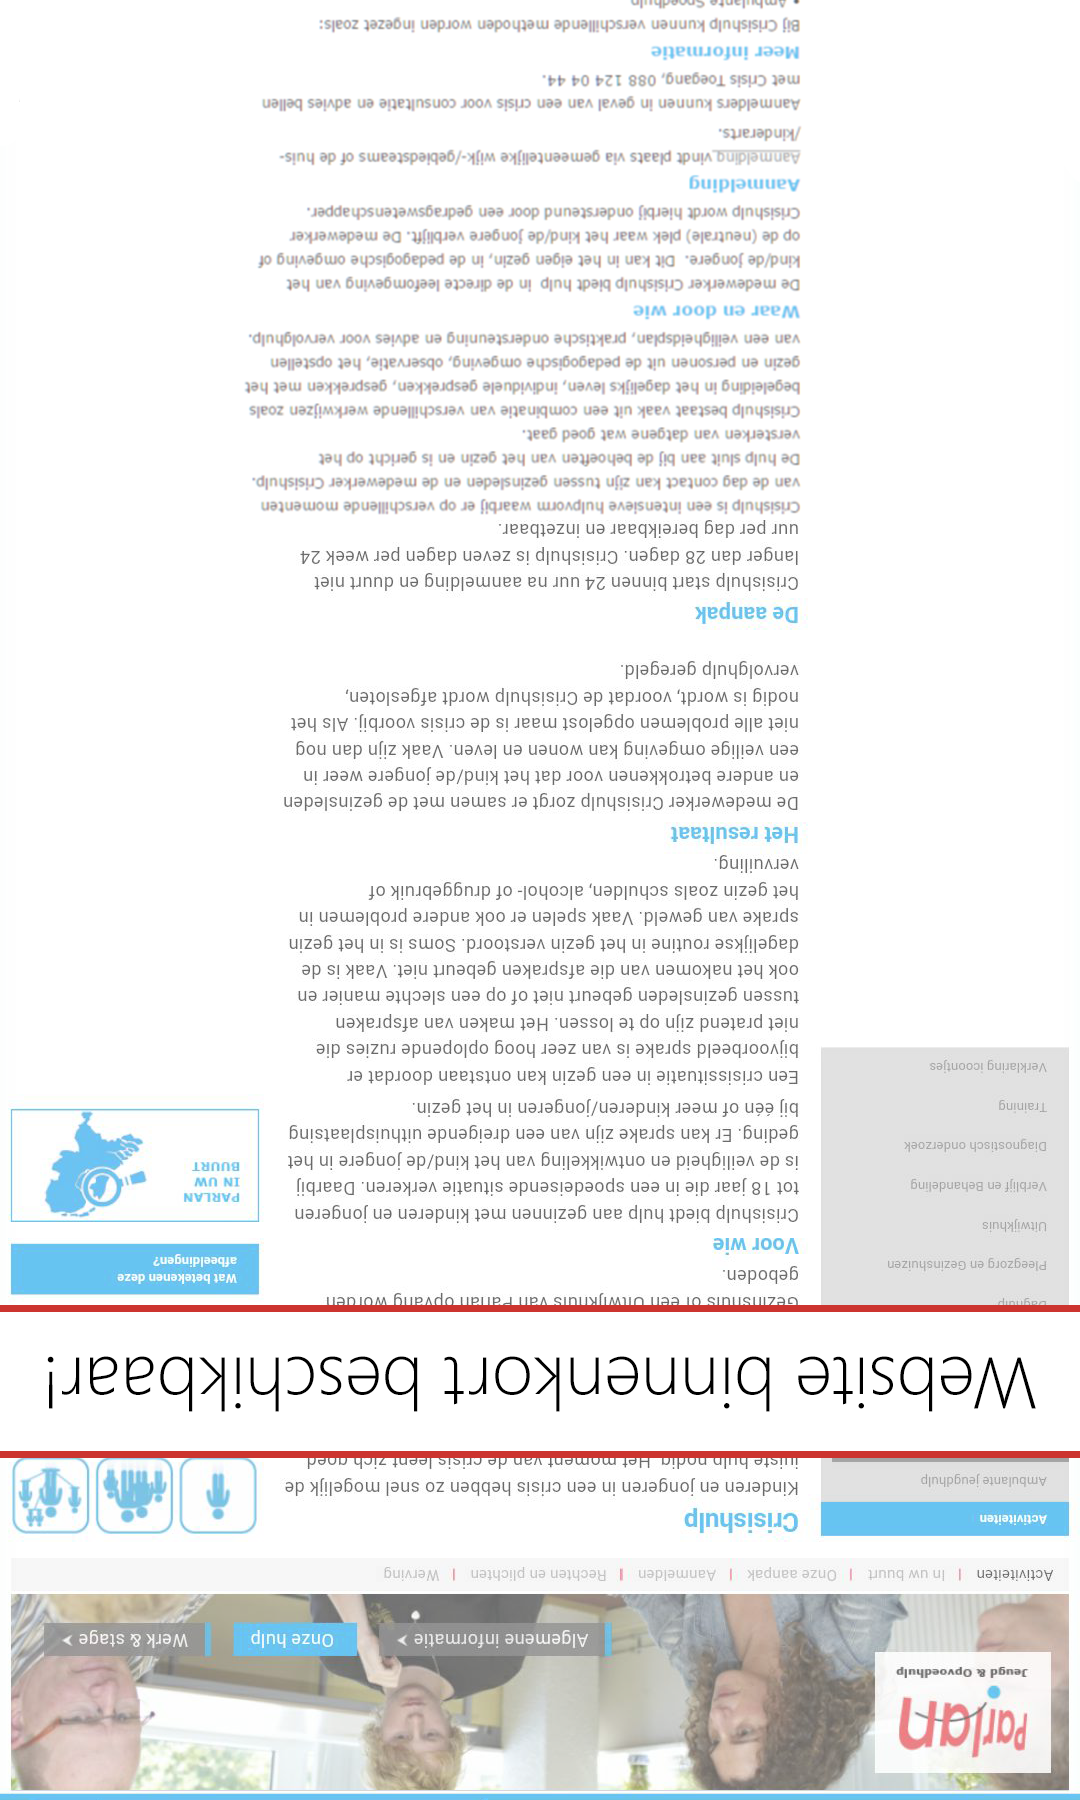 Parlan
Jeugd & Opvoedhulp
Algemene informatie
Onze hulp
Werk & stage
Activiteiten | In uw buurt | Onze aanpak | Aanmelden | Rechten en plichten | Werving
Activiteiten
Ambulante jeugdhulp
Crisishulp
Kinderen en jongeren in een crisis hebben zo snel mogelijk de
juiste hulp nodig. Het moment van de crisis leent zich goed
Website binnenkort beschikbaar!
Daghulp
Pleegzorg en Gezinshuizen
Uitwijkhuis
Verblijf en Behandeling
Diagnostisch onderzoek
Training
Verklaring icoontjes
Gezinshuis of een Uitwijkhuis van Parlan opvang worden
geboden.
Voor wie
Crisishulp biedt hulp aan gezinnen met kinderen en jongeren
tot 18 jaar die in een spoedeisende situatie verkeren. Daarbij
is de veiligheid en ontwikkeling van het kind/de jongere in het
geding. Er kan sprake zijn van een dreigende uithuisplaatsing
bij één of meer kinderen/jongeren in het gezin.
Een crisissituatie in een gezin kan ontstaan doordat er
bijvoorbeeld sprake is van zeer hoog oplopende ruzies die
niet pratend zijn op te lossen. Het maken van afspraken
tussen gezinsleden gebeurt niet of op een slechte manier en
ook het nakomen van die afspraken gebeurt niet. Vaak is de
dagelijkse routine in het gezin verstoord. Soms is in het gezin
sprake van geweld. Vaak spelen er ook andere problemen in
het gezin zoals schulden, alcohol- of druggebruik of
vervuiling.
Het resultaat
De medewerker Crisishulp zorgt er samen met de gezinsleden
en andere betrokkenen voor dat het kind/de jongere weer in
een veilige omgeving kan wonen en leven. Vaak zijn dan nog
niet alle problemen opgelost maar is de crisis voorbij. Als het
nodig is wordt, voordat de Crisishulp wordt afgesloten,
vervolghulp geregeld.
De aanpak
Crisishulp start binnen 24 uur na aanmelding en duurt niet
langer dan 28 dagen. Crisishulp is zeven dagen per week 24
uur per dag bereikbaar en inzetbaar.
Crisishulp is een intensieve hulpvorm waarbij er op verschillende momenten
van de dag contact kan zijn tussen gezinsleden en de medewerker Crisishulp.
De hulp sluit aan bij de behoeften van het gezin en is gericht op het
versterken van datgene wat goed gaat.
Crisishulp bestaat vaak uit een combinatie van verschillende werkwijzen zoals
begeleiding in het dagelijks leven, individuele gesprekken, gesprekken met het
gezin en personen uit de pedagogische omgeving, observatie, het opstellen
van een veiligheidsplan, praktische ondersteuning en advies voor vervolghulp.
Waar en door wie
De medewerker Crisishulp biedt hulp in de directe leefomgeving van het
kind/de jongere. Dit kan in het eigen gezin, in de pedagogische omgeving of
op de (neutrale) plek waar het kind/de jongere verblijft. De medewerker
Crisishulp wordt hierbij ondersteund door een gedragswetenschapper.
Aanmelding
Aanmelding vindt plaats via gemeentelijke wijk-/gebiedsteams of de huis-
/kinderarts.
Aanmelders kunnen in geval van een crisis voor consultatie en advies bellen
met Crisis Toegang, 088 124 04 44.
Meer informatie
Bij Crisishulp kunnen verschillende methoden worden ingezet zoals:
• Ambulante Spoedhulp
Wat betekenen deze
afbeeldingen?
PARLAN
IN UW
BUURT